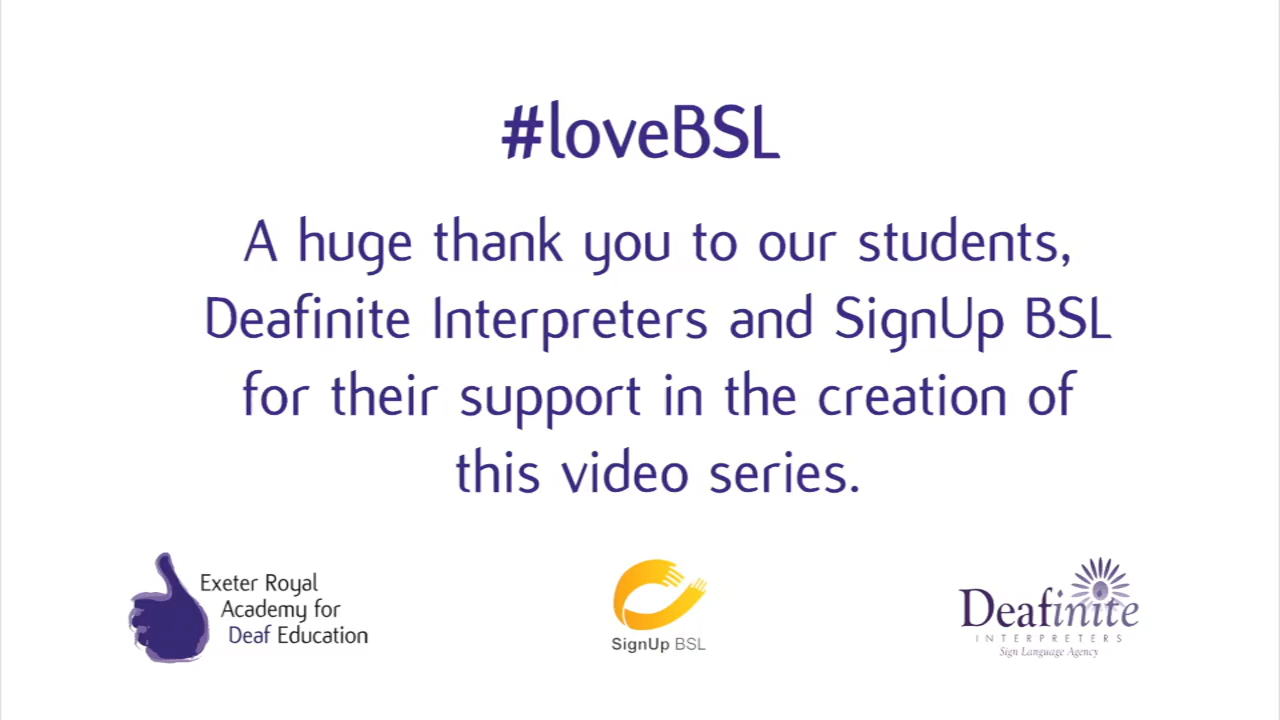 #loveBSL
A huge thank you to our students,
Deafinite Interpreters and SignUp BSL
for their support in the creation of
this video series.
Exeter Royal
Academy for
Deaf Education
SignUp BSL
Deafinite
INTERPRETERS
Sign Language Agency